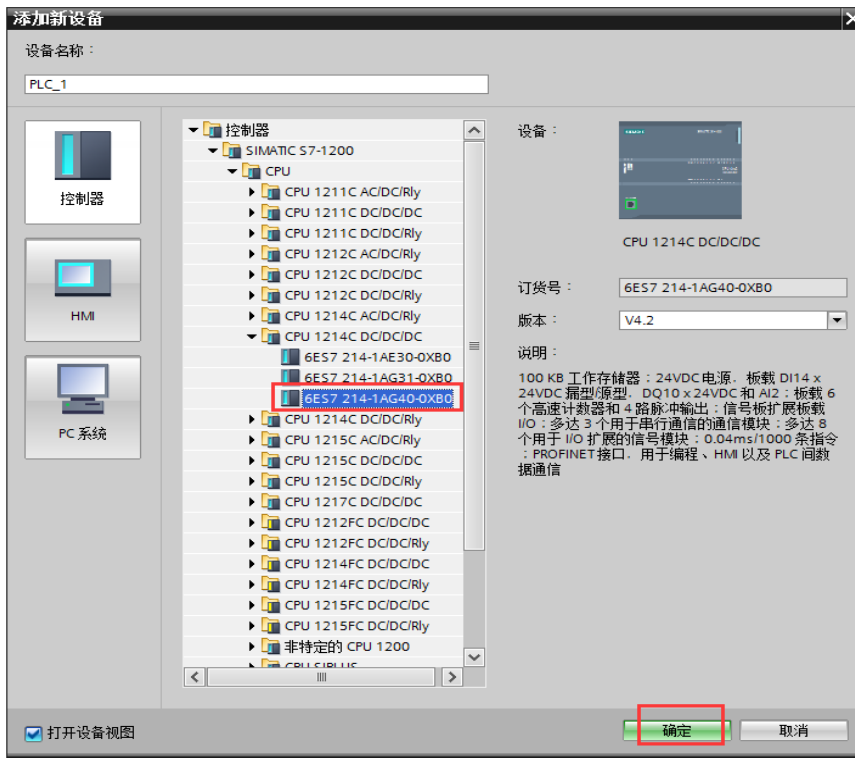 添加新设备
设备名称：
PLC_1
控制器
HMI
PC 系统
控制器
SIMATIC S7-1200
CPU
CPU 1211C AC/DC/Rly
CPU 1211C DC/DC/DC
CPU 1211C DC/DC/Rly
CPU 1212C AC/DC/Rly
CPU 1212C DC/DC/DC
CPU 1212C DC/DC/Rly
CPU 1214C AC/DC/Rly
CPU 1214C DC/DC/DC
6ES7 214-1AE30-0XB0
6ES7 214-1AG31-0XB0
6ES7 214-1AG40-0XB0
CPU 1214C DC/DC/Rly
CPU 1215C AC/DC/Rly
CPU 1215C DC/DC/DC
CPU 1215C DC/DC/Rly
CPU 1217C DC/DC/DC
CPU 1212FC DC/DC/DC
CPU 1212FC DC/DC/Rly
CPU 1214FC DC/DC/DC
CPU 1214FC DC/DC/Rly
CPU 1215FC DC/DC/DC
CPU 1215FC DC/DC/Rly
非特定的 CPU 1200
CPU SIPLUS
设备：
CPU 1214C DC/DC/DC
订货号：
6ES7 214-1AG40-0XB0
版本：
V4.2
说明：
100 KB 工作存储器；24VDC 电源，板载 DI14 x
24VDC 漏型/源型，DQ10 x 24VDC 和 AI2；板载 6
个高速计数器和 4 路脉冲输出；信号板扩展板载
I/O；多达 3 个用于串行通信的通信模块；多达 8
个用于 I/O 扩展的信号模块；0.04ms/1000 条指令
；PROFINET 接口，用于编程、HMI 以及 PLC 间数
据通信
打开设备视图
确定
取消